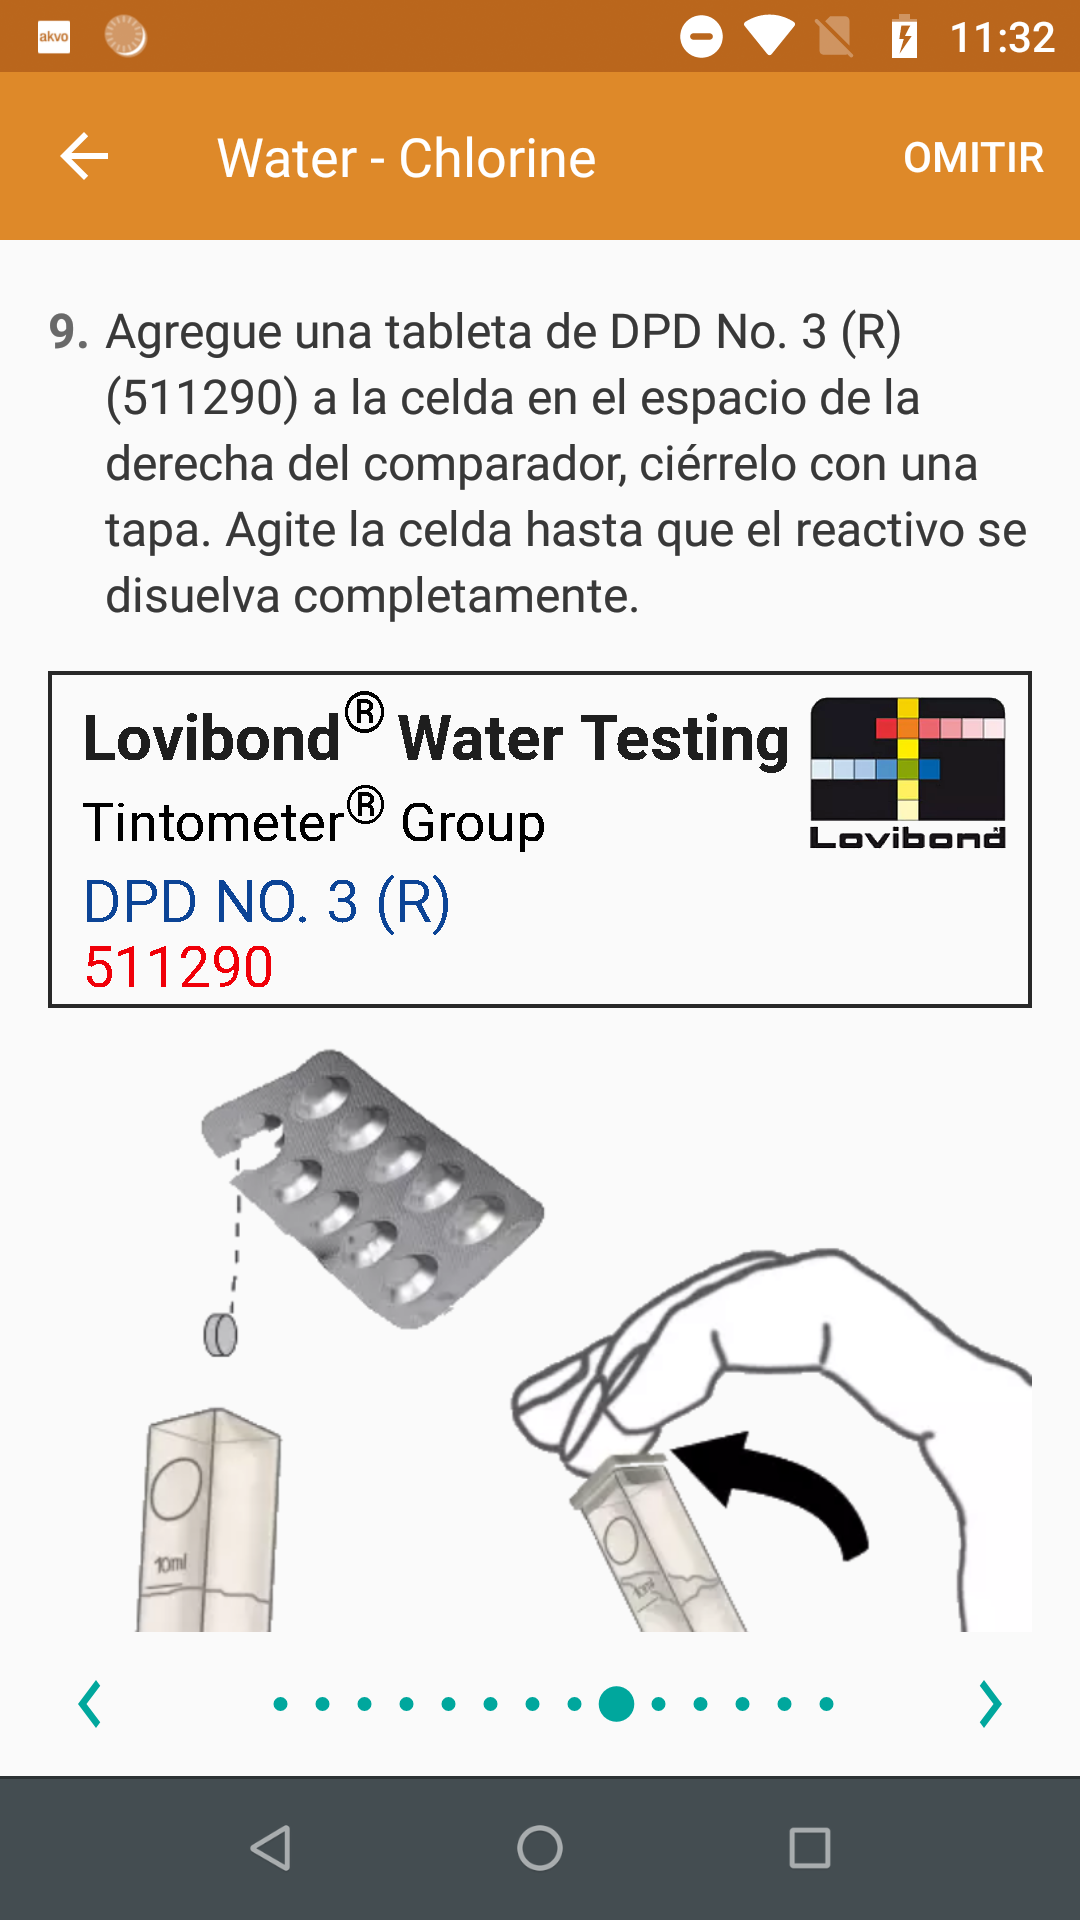 akvo
11:32
Water - Chlorine
OMITIR
9. Agregue una tableta de DPD No. 3 (R)
(511290) a la celda en el espacio de la
derecha del comparador, ciérrelo con una
tapa. Agite la celda hasta que el reactivo se
disuelva completamente.
Lovibond® Water Testing
Tintometer® Group
Lovibond
DPD NO. 3 (R)
511290
10ml
10ml